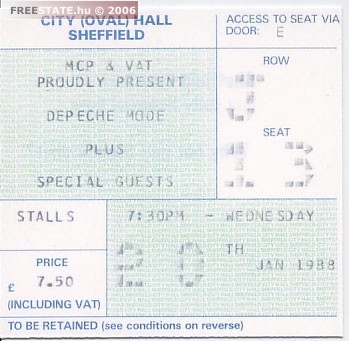 FREESTATE.hu © 2006
CITY (OVAL) HALL
SHEFFIELD
MCP & VAT
PROUDLY PRESENT
DEPECHE MODE
PLUS
SPECIAL GUESTS
ACCESS TO SEAT VIA
DOOR: E
ROW
J
SEAT
13
STALLS
7:30PM - WEDNESDAY
20 TH
JAN 1988
PRICE
£ 7.50
(INCLUDING VAT)
TO BE RETAINED (see conditions on reverse)